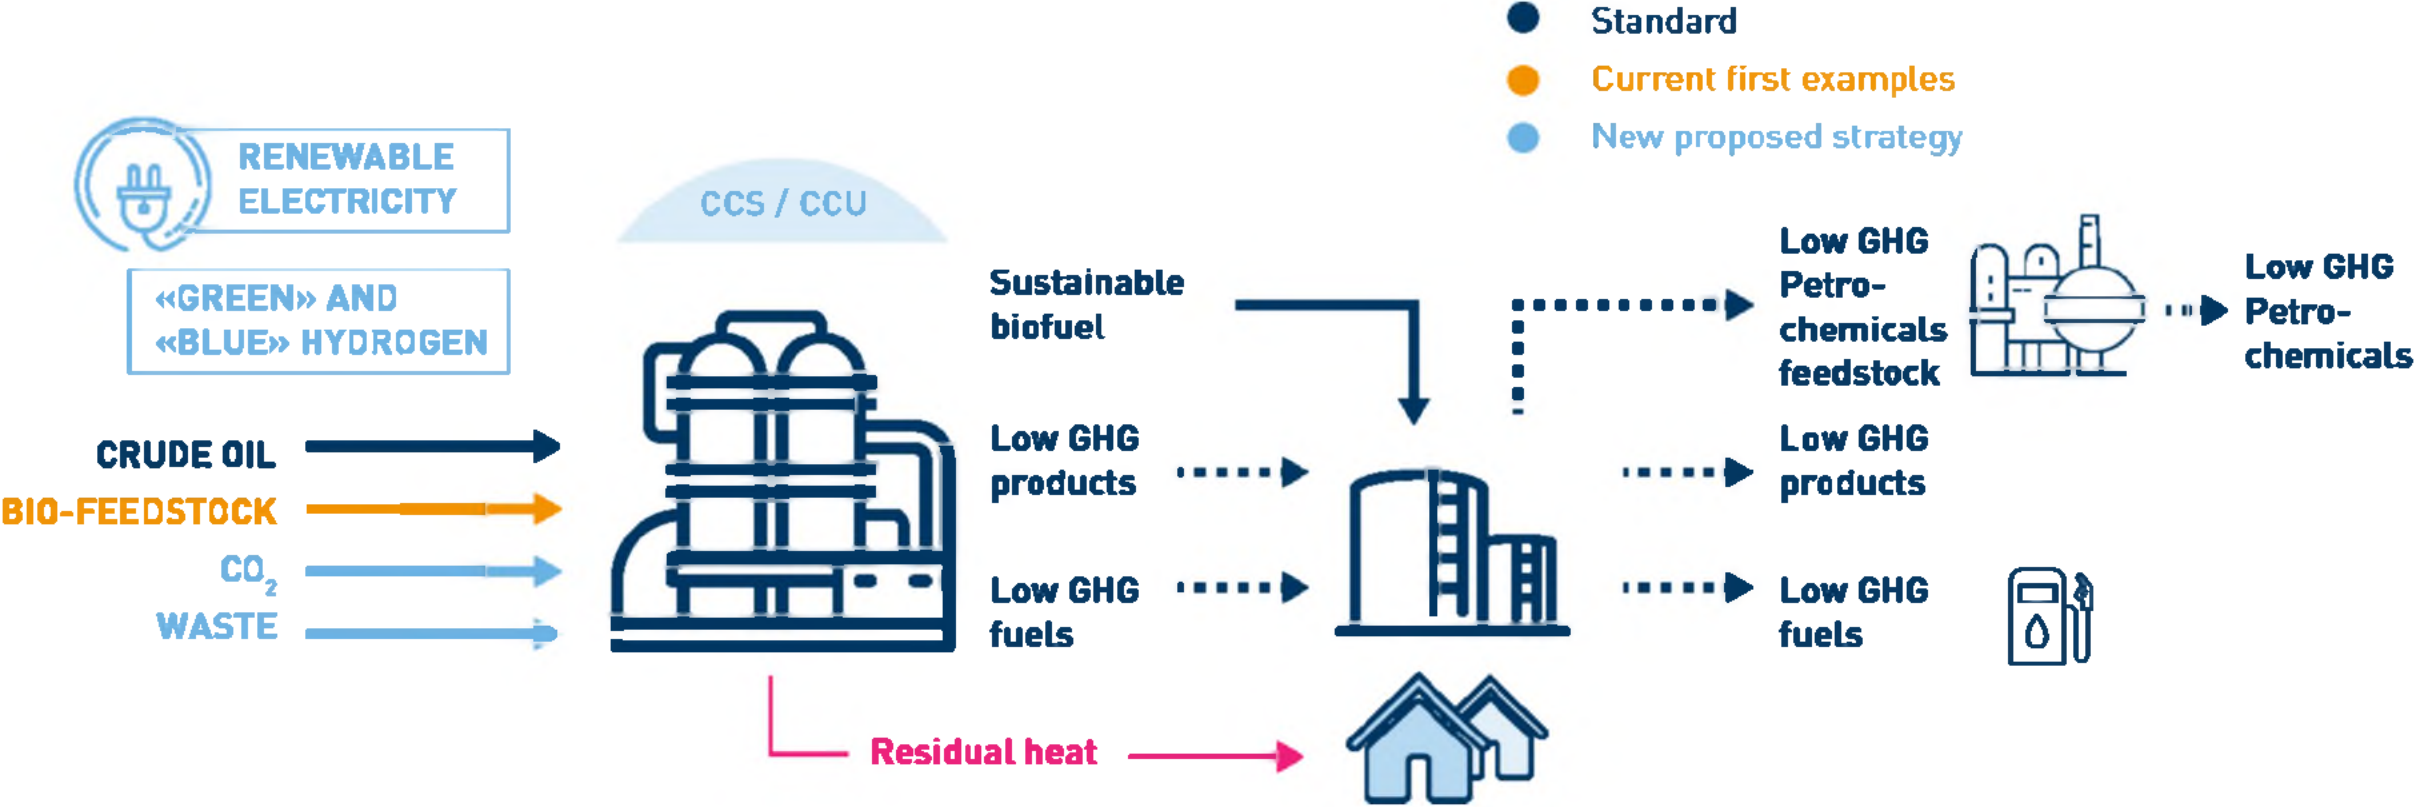 Standard
Current first examples
New proposed strategy
RENEWABLE
ELECTRICITY
«GREEN» AND
«BLUE» HYDROGEN
CRUDE OIL
BIO-FEEDSTOCK
CO₂
WASTE
CCS / CCU
Sustainable
biofuel
Low GHG
products
Low GHG
fuels
Residual heat
Low GHG
Petro-
chemicals
feedstock
Low GHG
products
Low GHG
fuels
Low GHG
Petro-
chemicals